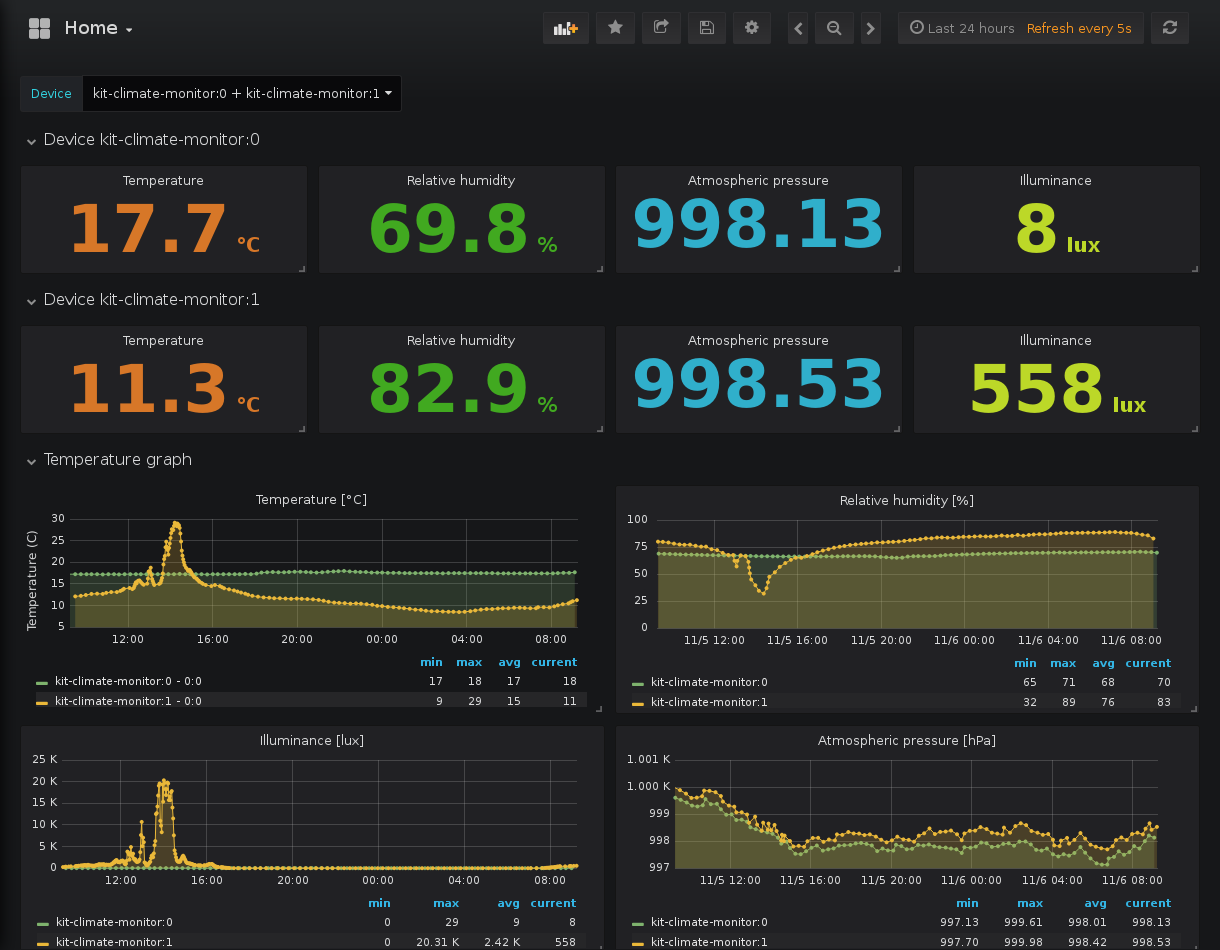 Home
Last 24 hours Refresh every 5s
Device kit-climate-monitor:0 + kit-climate-monitor:1
Device kit-climate-monitor:0
Temperature Relative humidity Atmospheric pressure Illuminance
17.7 °C 69.8 % 998.13 8 lux
Device kit-climate-monitor:1
Temperature Relative humidity Atmospheric pressure Illuminance
11.3 °C 82.9 % 998.53 558 lux
Temperature graph
Temperature [°C]
Temperature (C)
30
25
20
15
10
5
12:00 16:00 20:00 00:00 04:00 08:00
min max avg current
kit-climate-monitor:0 - 0:0 17 18 17 18
kit-climate-monitor:1 - 0:0 9 29 15 11
Relative humidity [%]
100
75
50
25
0
11/5 12:00 11/5 16:00 11/5 20:00 11/6 00:00 11/6 04:00 11/6 08:00
min max avg current
kit-climate-monitor:0 65 71 68 70
kit-climate-monitor:1 32 89 76 83
Illuminance [lux]
25 K
20 K
15 K
10 K
5 K
0
12:00 16:00 20:00 00:00 04:00 08:00
min max avg current
kit-climate-monitor:0 0 29 9 8
kit-climate-monitor:1 0 20.31 K 2.42 K 558
Atmospheric pressure [hPa]
1.001 K
1.000 K
999
998
997
11/5 12:00 11/5 16:00 11/5 20:00 11/6 00:00 11/6 04:00 11/6 08:00
min max avg current
kit-climate-monitor:0 997.13 999.61 998.01 998.13
kit-climate-monitor:1 997.70 999.98 998.42 998.53